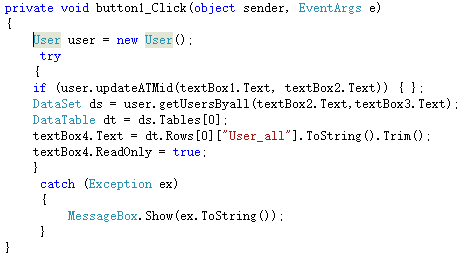 private void button1_Click(object sender, EventArgs e)
{
User user = new User();
try
{
if (user.updateATMid(textBox1.Text, textBox2.Text)) { };
DataSet ds = user.getUsersByall(textBox2.Text,textBox3.Text);
DataTable dt = ds.Tables[0];
textBox4.Text = dt.Rows[0]["User_all"].ToString().Trim();
textBox4.ReadOnly = true;
}
catch (Exception ex)
{
MessageBox.Show(ex.ToString());
}
}